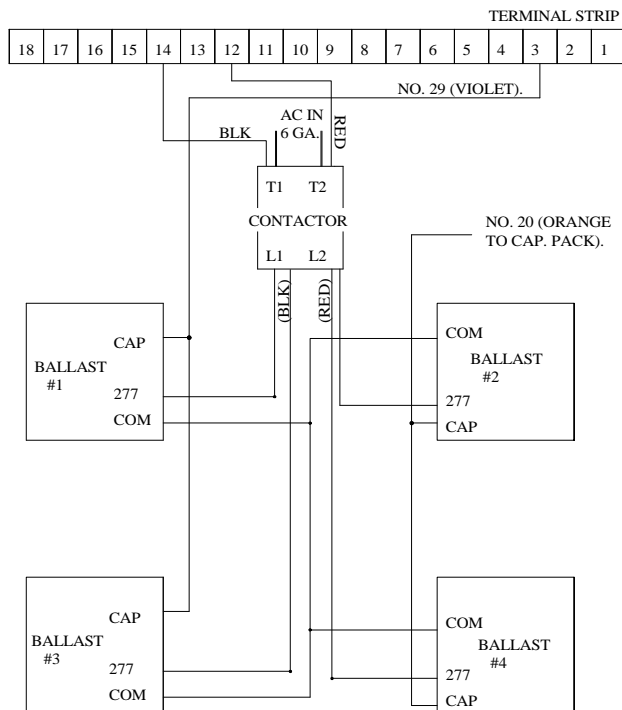 TERMINAL STRIP
18 17 16 15 14 13 12 11 10 9 8 7 6 5 4 3 2 1
NO. 29 (VIOLET).
AC IN
6 GA.
BLK
RED
T1 T2
CONTACTOR
L1 L2
NO. 20 (ORANGE
TO CAP. PACK).
(BLK)
(RED)
CAP
BALLAST
#1
277
COM
COM
BALLAST
#2
277
CAP
CAP
BALLAST
#3
277
COM
COM
BALLAST
#4
277
CAP